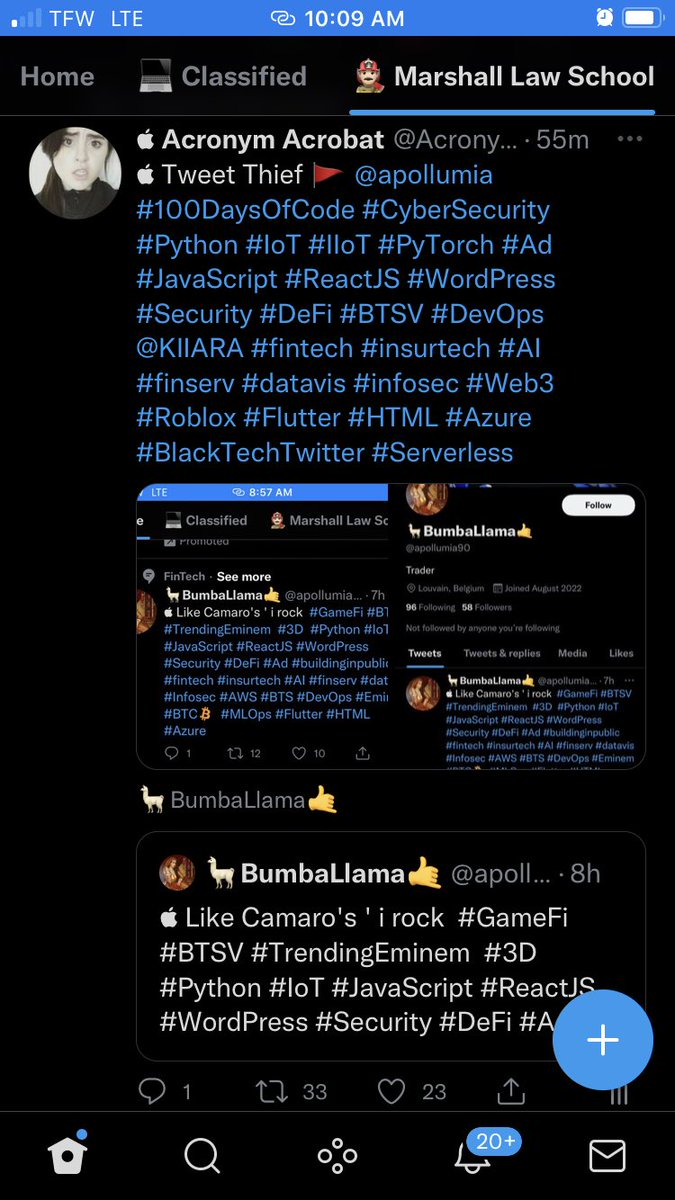 TFW LTE 10:09 AM
Home Classified Marshall Law School
Acronym Acrobat @Acrony... · 55m
Tweet Thief 🚩 @apollumia
#100DaysOfCode #CyberSecurity
#Python #IoT #IIoT #PyTorch #Ad
#JavaScript #ReactJS #WordPress
#Security #DeFi #BTSV #DevOps
@KIIARA #fintech #insurtech #AI
#finserv #datavis #infosec #Web3
#Roblox #Flutter #HTML #Azure
#BlackTechTwitter #Serverless
LTE 8:57 AM
e Classified Marshall Law Sc
Promoted
FinTech · See more
🦙BumbaLlama🤙 @apollumia... · 7h
Like Camaro's ' i rock #GameFi #BT
#TrendingEminem #3D #Python #IoT
#JavaScript #ReactJS #WordPress
#Security #DeFi #Ad #buildinginpublic
#fintech #insurtech #AI #finserv #dat
#Infosec #AWS #BTS #DevOps #Emin
#BTC #MLOps #Flutter #HTML
#Azure
1 12 10
Follow
🦙BumbaLlama🤙
@apollumia90
Trader
Louvain, Belgium Joined August 2022
96 Following 58 Followers
Not followed by anyone you're following
Tweets Tweets & replies Media Likes
🦙BumbaLlama🤙 @apollumia... · 7h
Like Camaro's ' i rock #GameFi #BTSV
#TrendingEminem #3D #Python #IoT
#JavaScript #ReactJS #WordPress
#Security #DeFi #Ad #buildinginpublic
#fintech #insurtech #AI #finserv #datavis
#Infosec #AWS #BTS #DevOps #Eminem
🦙BumbaLlama🤙
🦙BumbaLlama🤙 @apoll... · 8h
Like Camaro's ' i rock #GameFi
#BTSV #TrendingEminem #3D
#Python #IoT #JavaScript #ReactJS
#WordPress #Security #DeFi #A
1 33 23
20+